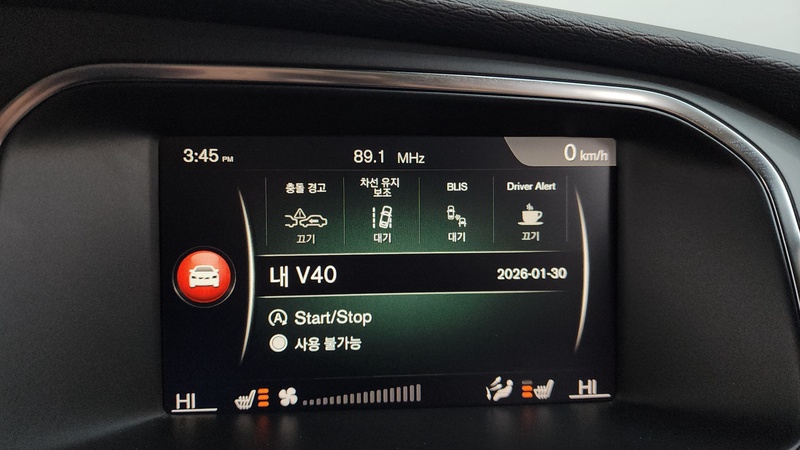 3:45 PM 89.1 MHz 0 km/h
충돌 경고 차선 유지 보조 BLIS Driver Alert
끄기 대기 대기 끄기
내 V40 2026-01-30
Start/Stop
사용 불가능
HI HI